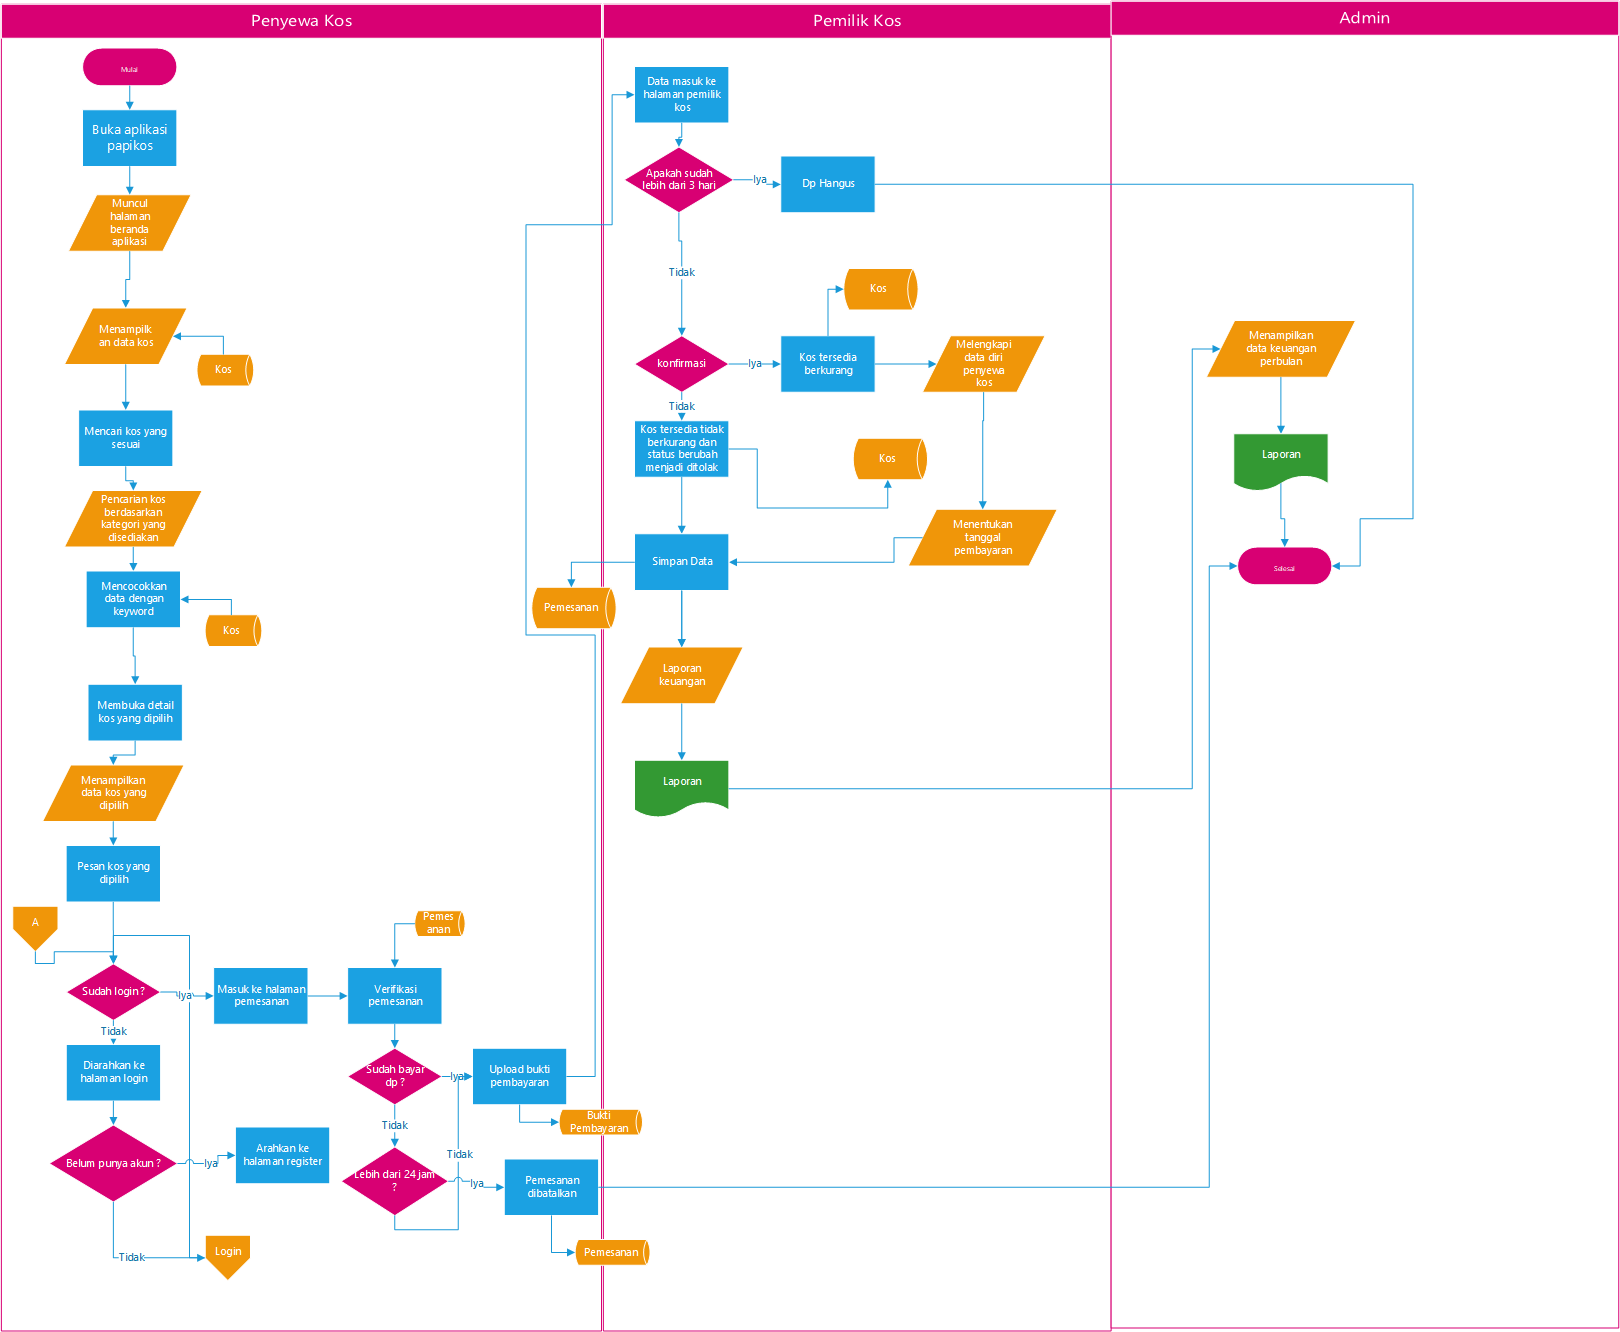 Penyewa Kos
Mulai
Buka aplikasi
papikos
Muncul
halaman
beranda
aplikasi
Menampilk
an data kos
Kos
Mencari kos yang
sesuai
Pencarian kos
berdasarkan
kategori yang
disediakan
Mencocokkan
data dengan
keyword
Kos
Membuka detail
kos yang dipilih
Menampilkan
data kos yang
dipilih
Pesan kos yang
dipilih
A
Sudah login ?
Iya
Masuk ke halaman
pemesanan
Pemes
anan
Verifikasi
pemesanan
Tidak
Diarahkan ke
halaman login
Sudah bayar
dp ?
Iya
Upload bukti
pembayaran
Bukti
Pembayaran
Tidak
Belum punya akun ?
Iya
Arahkan ke
halaman register
Tidak
Lebih dari 24 jam
?
Iya
Pemesanan
dibatalkan
Pemesanan
Tidak
Login
Pemilik Kos
Data masuk ke
halaman pemilik
kos
Apakah sudah
lebih dari 3 hari
Iya
Dp Hangus
Tidak
Kos
konfirmasi
Iya
Kos tersedia
berkurang
Melengkapi
data diri
penyewa
kos
Tidak
Kos tersedia tidak
berkurang dan
status berubah
menjadi ditolak
Kos
Menentukan
tanggal
pembayaran
Simpan Data
Pemesanan
Laporan
keuangan
Laporan
Admin
Menampilkan
data keuangan
perbulan
Laporan
Selesai